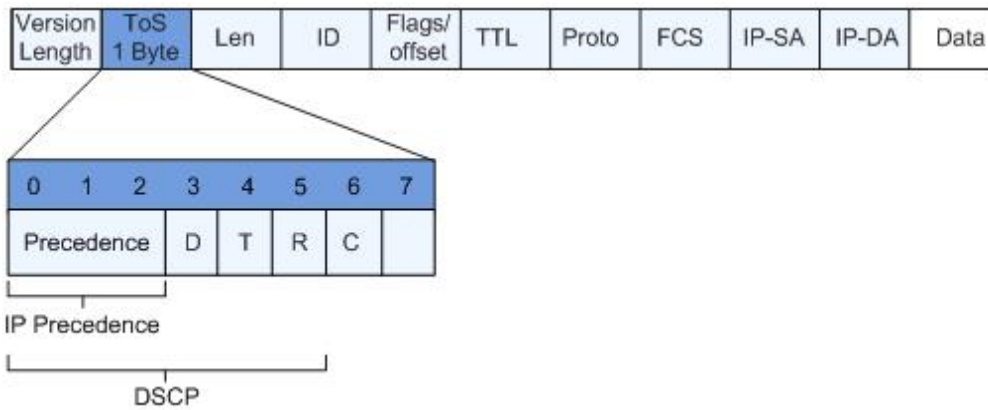 Version Length ToS 1 Byte Len ID Flags/ offset TTL Proto FCS IP-SA IP-DA Data
0 1 2 3 4 5 6 7
Precedence D T R C
IP Precedence
DSCP